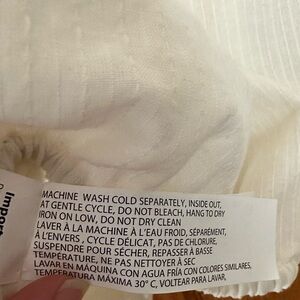 MACHINE WASH COLD SEPARATELY, INSIDE OUT,
AT GENTLE CYCLE, DO NOT BLEACH, HANG TO DRY
IRON ON LOW, DO NOT DRY CLEAN
LAVER À LA MACHINE À L'EAU FROID, SÉPARÉMENT,
À L'ENVERS , CYCLE DÉLICAT, PAS DE CHLORURE,
SUSPENDRE POUR SÉCHER, REPASSER À BASSE
TEMPÉRATURE, NE PAS NETTOYER À SEC
LAVAR EN MÁQUINA CON AGUA FRÍA CON COLORES SIMILARES,
TEMPERATURA MÁXIMA 30° C, VOLTEAR PARA LAVAR,
Import